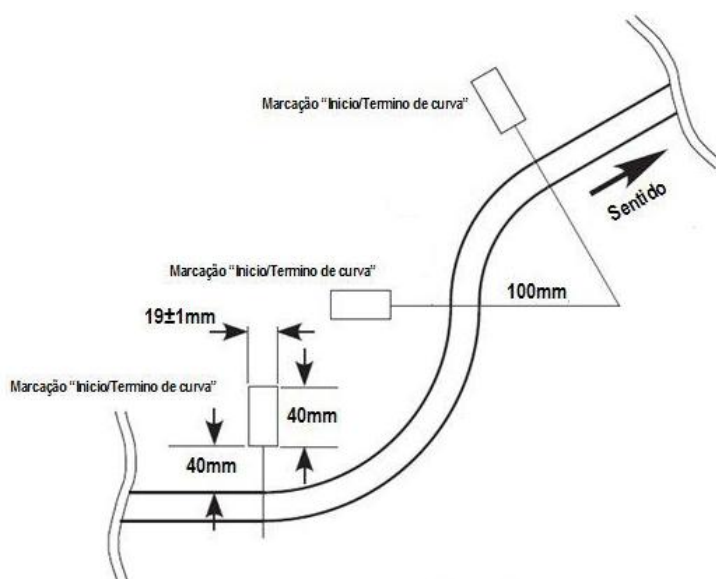 Marcação “Inicio/Termino de curva”
Sentido
Marcação “Inicio/Termino de curva”
100mm
19±1mm
Marcação “Inicio/Termino de curva”
40mm
40mm